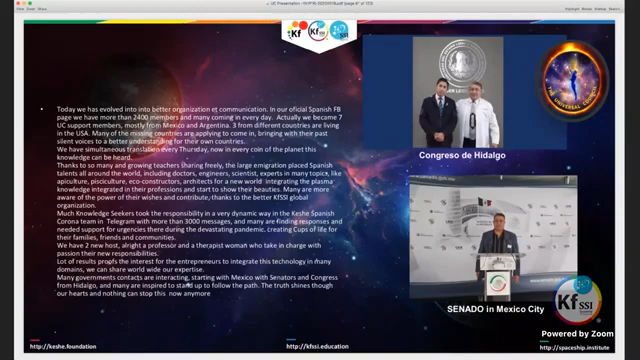 Today we has evolved into into better organization et communication. In our oficial Spanish FB
page we have more than 2400 members and many coming in every day.  Actually we became 7
UC support members, mostly from Mexico and Argentina. 3 from different countries are living
in the USA. Many of the missing countries are applying to come in, bringing with their past
silent voices to a better understanding for their own countries.
We have simultaneous translation every Thursday, now in every coin of the planet this
knowledge can be heard.
Thanks to so many and growing teachers sharing freely, the large emigration placed Spanish
talents all around the world, including doctors, engineers, scientist, experts in many topics, like
apiculture, pisciculture, eco-constructors, architects for a new world  integrating the plasma
knowledge integrated in their professions and start to show their beauties. Many are more
aware of the power of their wishes and contribute, thanks to the better KfSSI global
organization.
Much Knowledge Seekers took the responsibility in a very dynamic way in the Keshe Spanish
Corona team in  Telegram with more than 3000 messages, and many are finding responses and
needed support for urgencies there during the devastating pandemic. creating Cups of life for
their families, friends and communities.
We have 2 new host, alright a professor and a therapist woman who take in charge with
passion their new responsibilities.
Lot of results proofs the interest for the enterpreneurs to integrate this technology in many
domains, we can share world wide our expertise.
Many governments contacts are interacting, starting with Mexico with Senators and Congress
from Hidalgo, and many are inspired to stand up to follow the path. The truth shines though
our hearts and nothing can stop this  now anymore
Kf
Kf
SSI
THE UNIVERSAL COUNCIL
Congreso de Hidalgo
SENADO in Mexico City
Kf
SSI
Powered by Zoom
http://keshe.foundation
http://kfssi.education
http://spaceship.institute